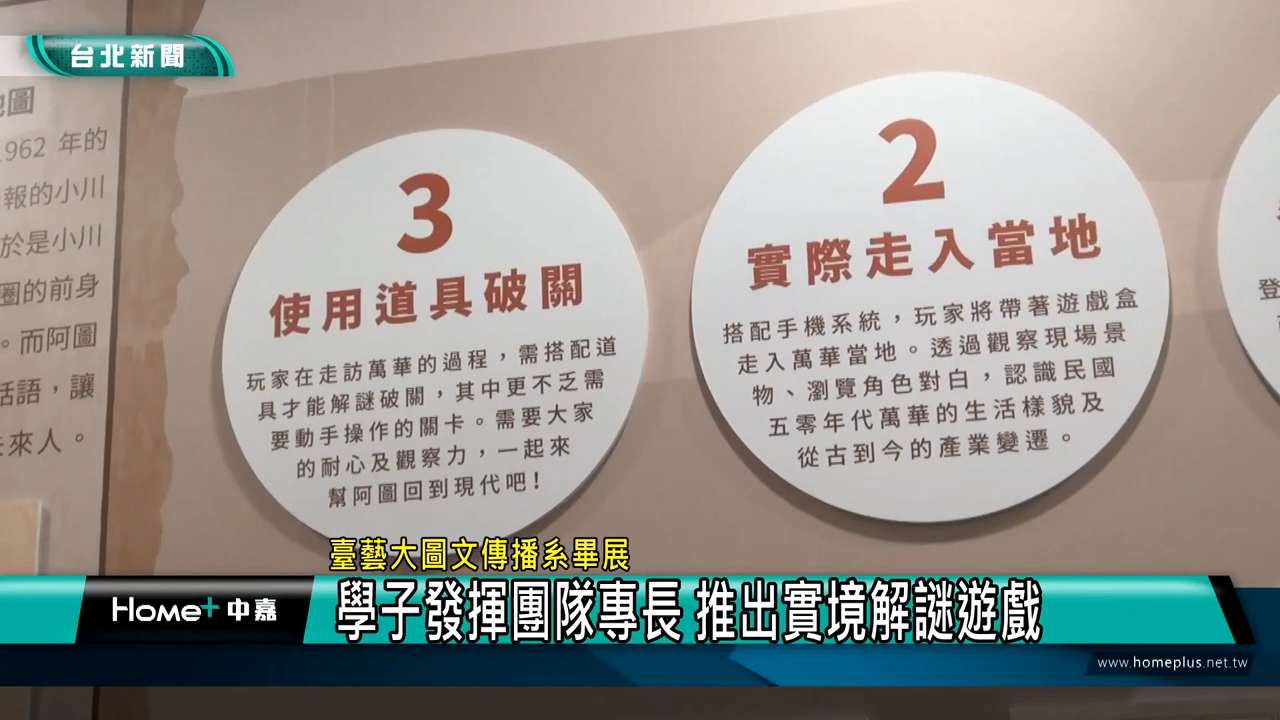 台北新聞
圖
1962 年的
報的小川
於是小川
圈的前身
。而阿圖
話語，讓
來人。
3
使用道具破關
玩家在走訪萬華的過程，需搭配道
具才能解謎破關，其中更不乏需
要動手操作的關卡。需要大家
的耐心及觀察力，一起來
幫阿圖回到現代吧！
2
實際走入當地
搭配手機系統，玩家將帶著遊戲盒
走入萬華當地。透過觀察現場景
物、瀏覽角色對白，認識民國
五零年代萬華的生活樣貌及
從古到今的產業變遷。
登
臺藝大圖文傳播系畢展
Home+中嘉
學子發揮團隊專長 推出實境解謎遊戲
www.homeplus.net.tw